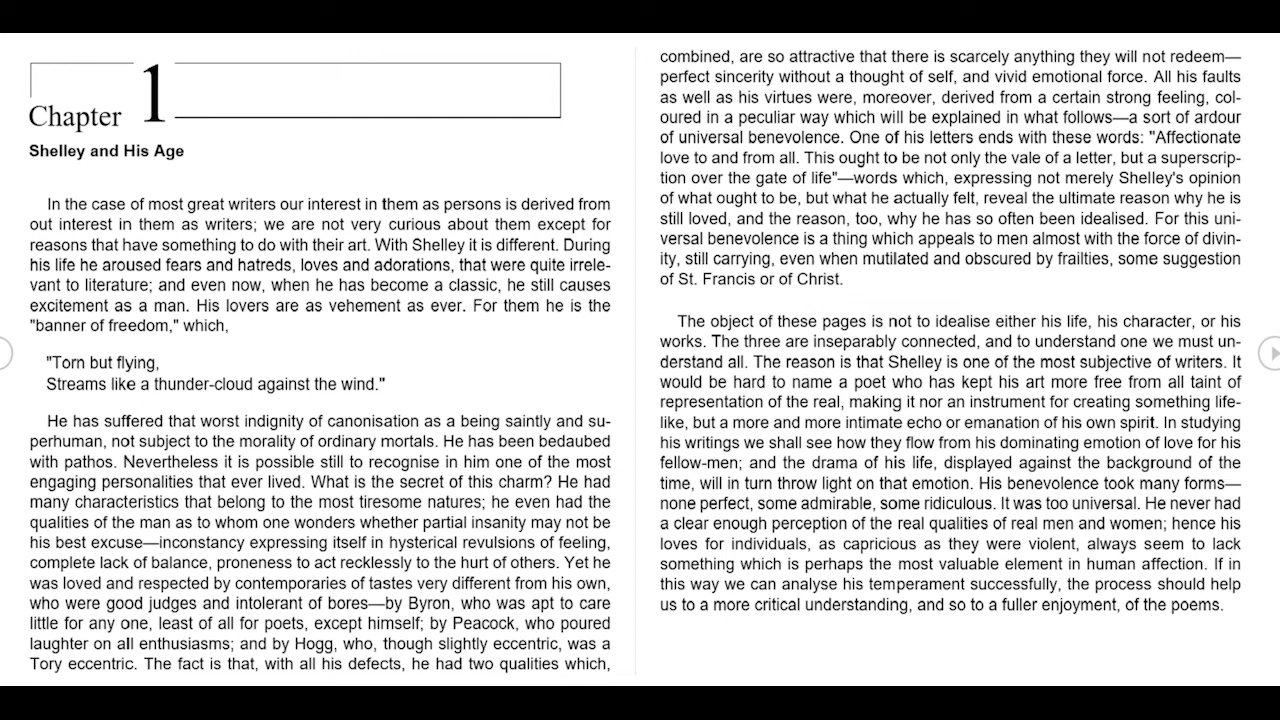 Chapter 1
Shelley and His Age
In the case of most great writers our interest in them as persons is derived from
out interest in them as writers; we are not very curious about them except for
reasons that have something to do with their art. With Shelley it is different. During
his life he aroused fears and hatreds, loves and adorations, that were quite irrele-
vant to literature; and even now, when he has become a classic, he still causes
excitement as a man. His lovers are as vehement as ever. For them he is the
"banner of freedom," which,
"Torn but flying,
Streams like a thunder-cloud against the wind."
He has suffered that worst indignity of canonisation as a being saintly and su-
perhuman, not subject to the morality of ordinary mortals. He has been bedaubed
with pathos. Nevertheless it is possible still to recognise in him one of the most
engaging personalities that ever lived. What is the secret of this charm? He had
many characteristics that belong to the most tiresome natures; he even had the
qualities of the man as to whom one wonders whether partial insanity may not be
his best excuse—inconstancy expressing itself in hysterical revulsions of feeling,
complete lack of balance, proneness to act recklessly to the hurt of others. Yet he
was loved and respected by contemporaries of tastes very different from his own,
who were good judges and intolerant of bores—by Byron, who was apt to care
little for any one, least of all for poets, except himself; by Peacock, who poured
laughter on all enthusiasms; and by Hogg, who, though slightly eccentric, was a
Tory eccentric. The fact is that, with all his defects, he had two qualities which,
combined, are so attractive that there is scarcely anything they will not redeem—
perfect sincerity without a thought of self, and vivid emotional force. All his faults
as well as his virtues were, moreover, derived from a certain strong feeling, col-
oured in a peculiar way which will be explained in what follows—a sort of ardour
of universal benevolence. One of his letters ends with these words: "Affectionate
love to and from all. This ought to be not only the vale of a letter, but a superscrip-
tion over the gate of life"—words which, expressing not merely Shelley's opinion
of what ought to be, but what he actually felt, reveal the ultimate reason why he is
still loved, and the reason, too, why he has so often been idealised. For this uni-
versal benevolence is a thing which appeals to men almost with the force of divin-
ity, still carrying, even when mutilated and obscured by frailties, some suggestion
of St. Francis or of Christ.
The object of these pages is not to idealise either his life, his character, or his
works. The three are inseparably connected, and to understand one we must un-
derstand all. The reason is that Shelley is one of the most subjective of writers. It
would be hard to name a poet who has kept his art more free from all taint of
representation of the real, making it nor an instrument for creating something life-
like, but a more and more intimate echo or emanation of his own spirit. In studying
his writings we shall see how they flow from his dominating emotion of love for his
fellow-men; and the drama of his life, displayed against the background of the
time, will in turn throw light on that emotion. His benevolence took many forms—
none perfect, some admirable, some ridiculous. It was too universal. He never had
a clear enough perception of the real qualities of real men and women; hence his
loves for individuals, as capricious as they were violent, always seem to lack
something which is perhaps the most valuable element in human affection. If in
this way we can analyse his temperament successfully, the process should help
us to a more critical understanding, and so to a fuller enjoyment, of the poems.